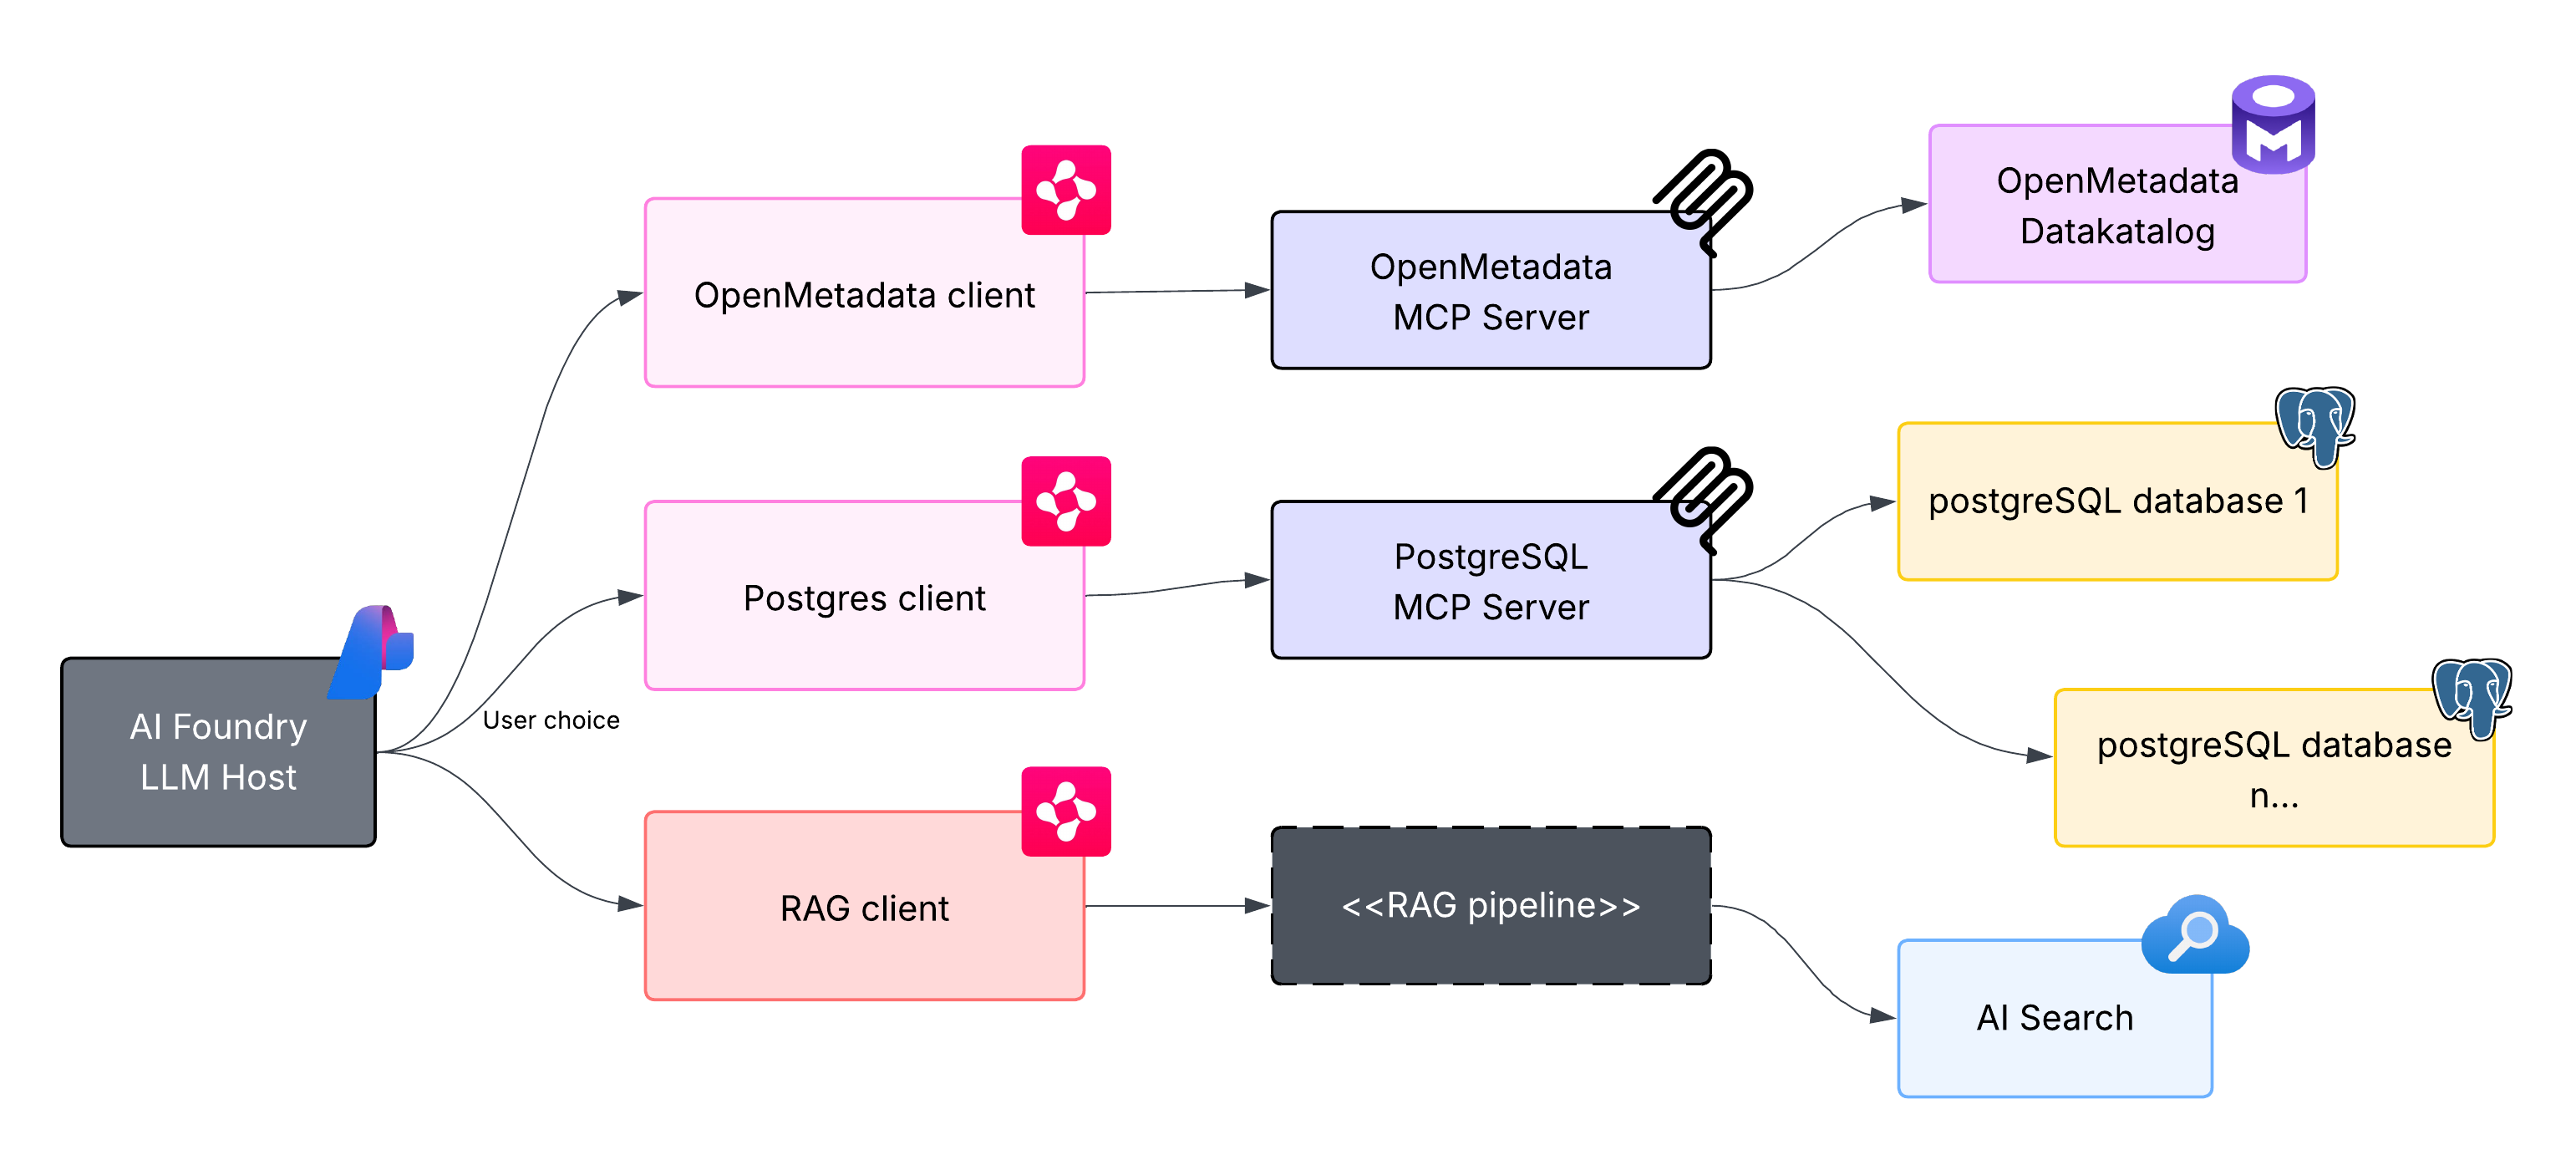 OpenMetadata
Datakatalog
OpenMetadata client
OpenMetadata
MCP Server
postgreSQL database 1
Postgres client
PostgreSQL
MCP Server
User choice
AI Foundry
LLM Host
postgreSQL database
n...
RAG client
<<RAG pipeline>>
AI Search